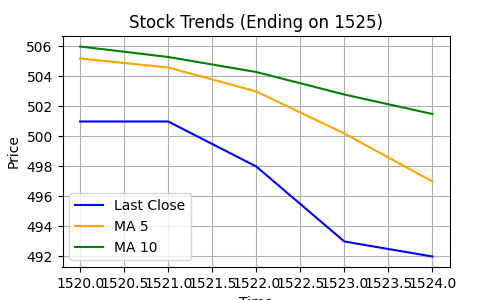 Stock Trends (Ending on 1525)
Price
506
504
502
500
498
496
494
492
Last Close
MA 5
MA 10
1520.0 1520.5 1521.0 1521.5 1522.0 1522.5 1523.0 1523.5 1524.0
Time